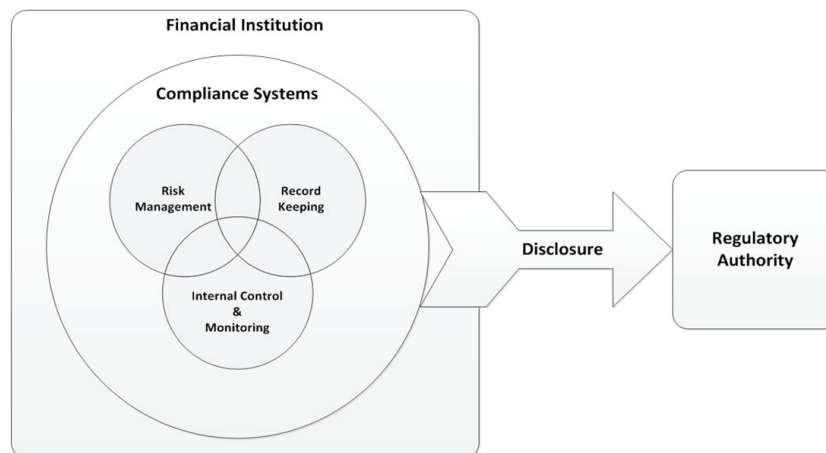 Financial Institution
Compliance Systems
Risk
Management
Record
Keeping
Internal Control
&
Monitoring
Disclosure
Regulatory
Authority